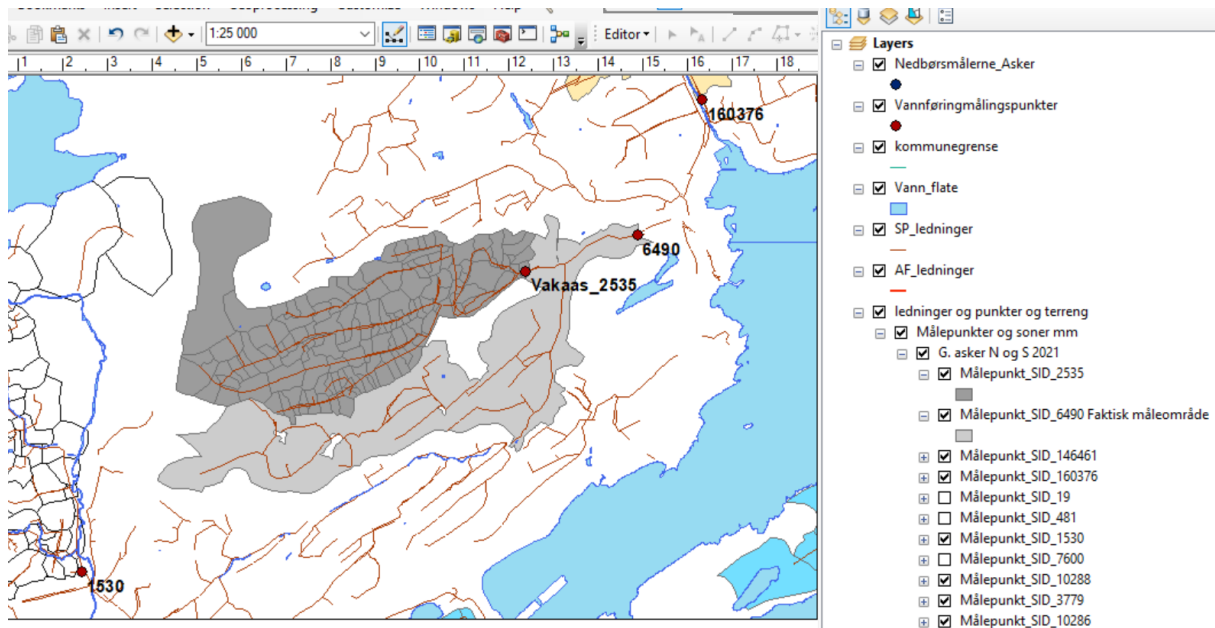 1:25 000
Editor
1 2 3 4 5 6 7 8 9 10 11 12 13 14 15 16 17 18
160376
6490
Vakaas_2535
1530
Layers
Nedbørsmålerne_Asker
Vannføringmålingspunkter
kommunegrense
Vann_flate
SP_ledninger
AF_ledninger
ledninger og punkter og terreng
Målepunkter og soner mm
G. asker N og S 2021
Målepunkt_SID_2535
Målepunkt_SID_6490 Faktisk måleområde
Målepunkt_SID_146461
Målepunkt_SID_160376
Målepunkt_SID_19
Målepunkt_SID_481
Målepunkt_SID_1530
Målepunkt_SID_7600
Målepunkt_SID_10288
Målepunkt_SID_3779
Målepunkt_SID_10286